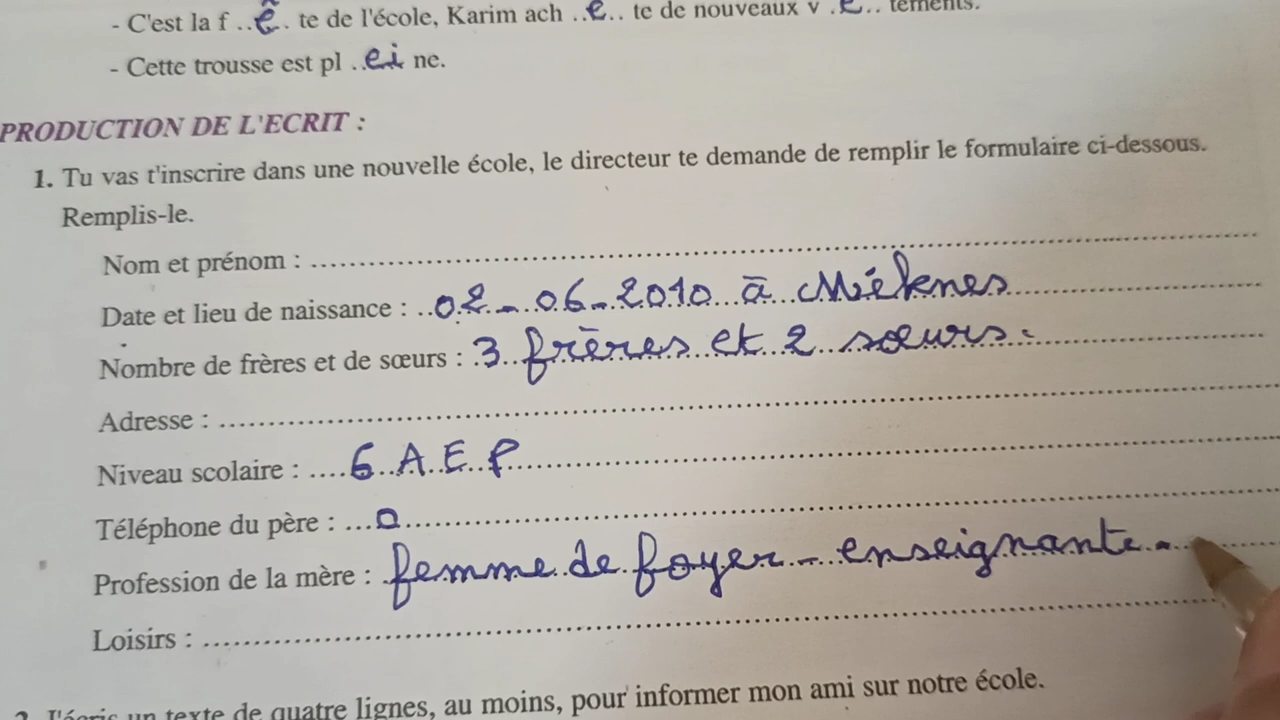 - C'est la f ..ê.. te de l'école, Karim ach ..è.. te de nouveaux v .ê.. tements.
- Cette trousse est pl ..ei ne.
PRODUCTION DE L'ECRIT :
1. Tu vas t'inscrire dans une nouvelle école, le directeur te demande de remplir le formulaire ci-dessous.
Remplis-le.
Nom et prénom : ..........
Date et lieu de naissance : 02-06-2010 à Méknes
Nombre de frères et de sœurs : 3 frères et 2 sœurs.
Adresse : ..........
Niveau scolaire : 6 A E P
Téléphone du père : 0
Profession de la mère : femme de foyer - enseignante -
Loisirs : ..........
2. J'écris un texte de quatre lignes, au moins, pour informer mon ami sur notre école.